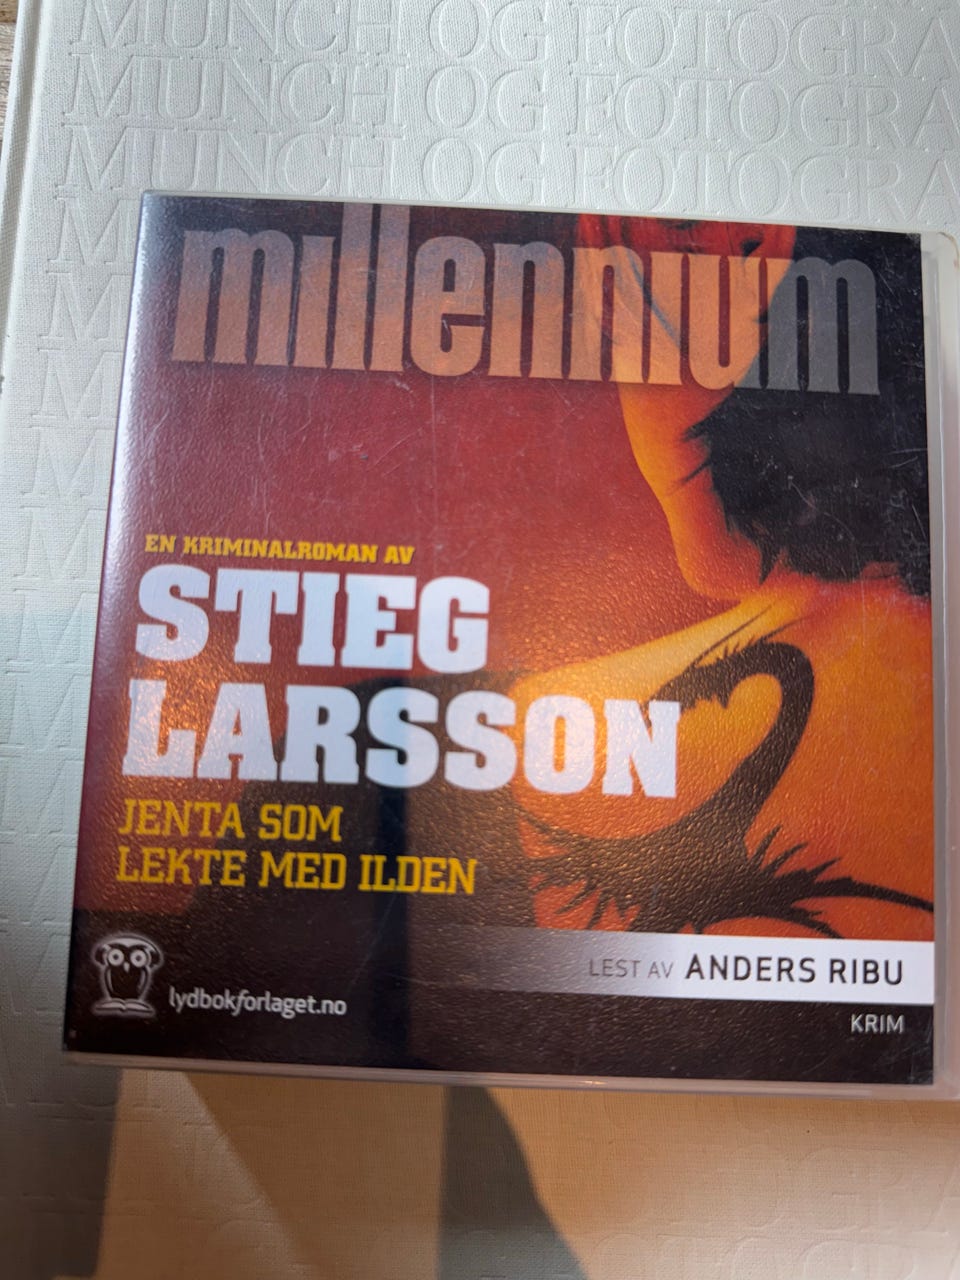 MUNCH OG FOTOGRA
MUNCH OG FOTOGRA
MUNCH OG FOTOGRA
millennium
EN KRIMINALROMAN AV
STIEG
LARSSON
JENTA SOM
LEKTE MED ILDEN
LEST AV ANDERS RIBU
lydbokforlaget.no
KRIM